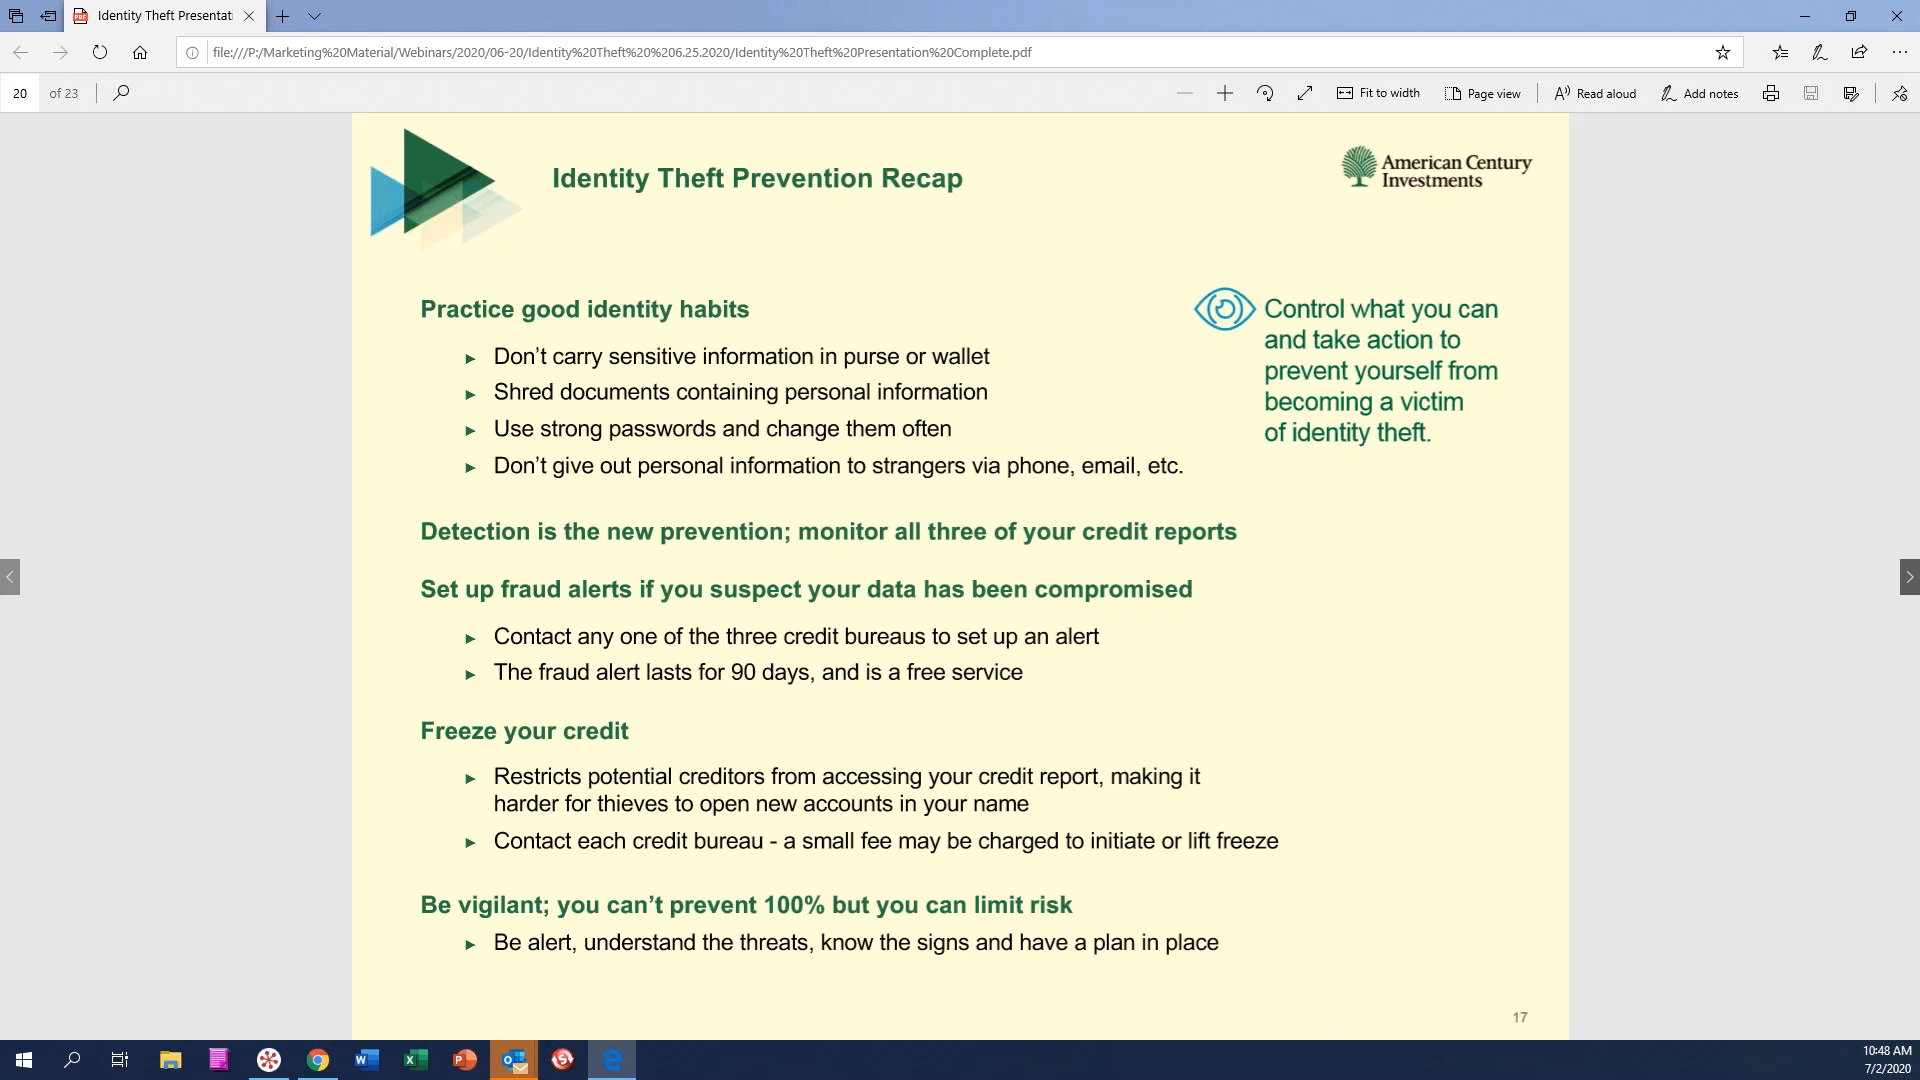 Identity Theft Presentati
file:///P:/Marketing%20Material/Webinars/2020/06-20/Identity%20Theft%20%206.25.2020/Identity%20Theft%20Presentation%20Complete.pdf
20 of 23
Fit to width
Page view
Read aloud
Add notes
Identity Theft Prevention Recap
American Century
Investments
Practice good identity habits
► Don’t carry sensitive information in purse or wallet
► Shred documents containing personal information
► Use strong passwords and change them often
► Don’t give out personal information to strangers via phone, email, etc.
Control what you can
and take action to
prevent yourself from
becoming a victim
of identity theft.
Detection is the new prevention; monitor all three of your credit reports
Set up fraud alerts if you suspect your data has been compromised
► Contact any one of the three credit bureaus to set up an alert
► The fraud alert lasts for 90 days, and is a free service
Freeze your credit
► Restricts potential creditors from accessing your credit report, making it
harder for thieves to open new accounts in your name
► Contact each credit bureau - a small fee may be charged to initiate or lift freeze
Be vigilant; you can’t prevent 100% but you can limit risk
► Be alert, understand the threats, know the signs and have a plan in place
17
10:48 AM
7/2/2020